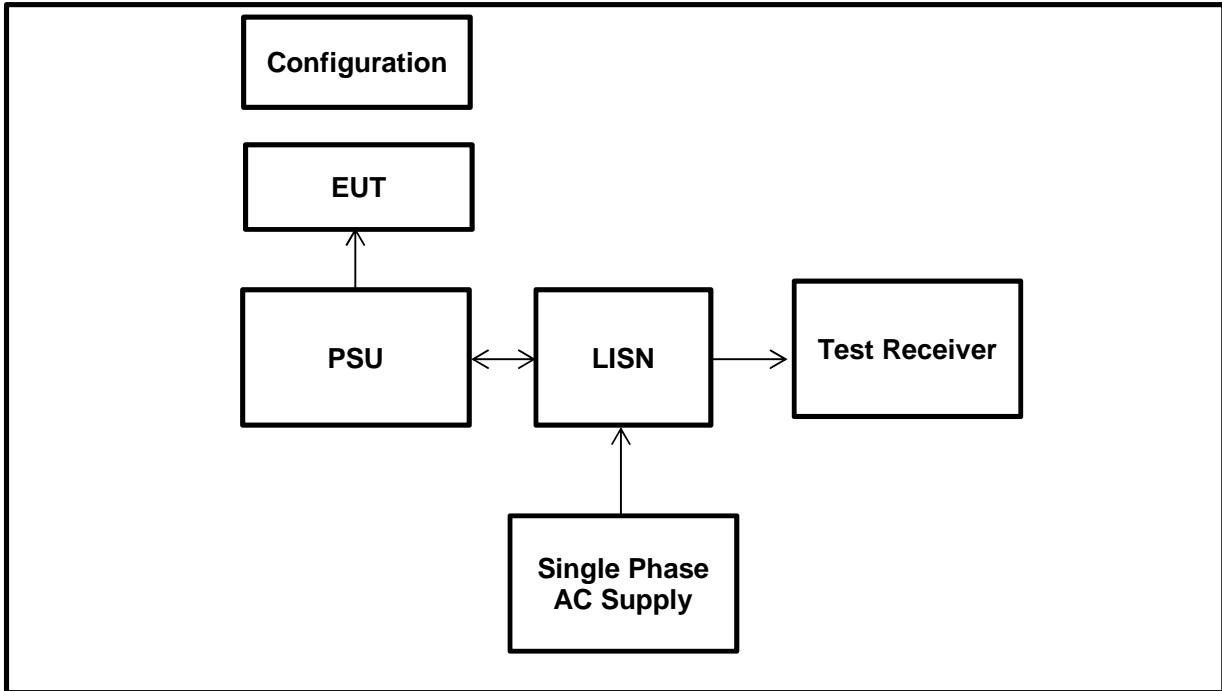 Configuration
EUT
PSU
LISN
Test Receiver
Single Phase
AC Supply